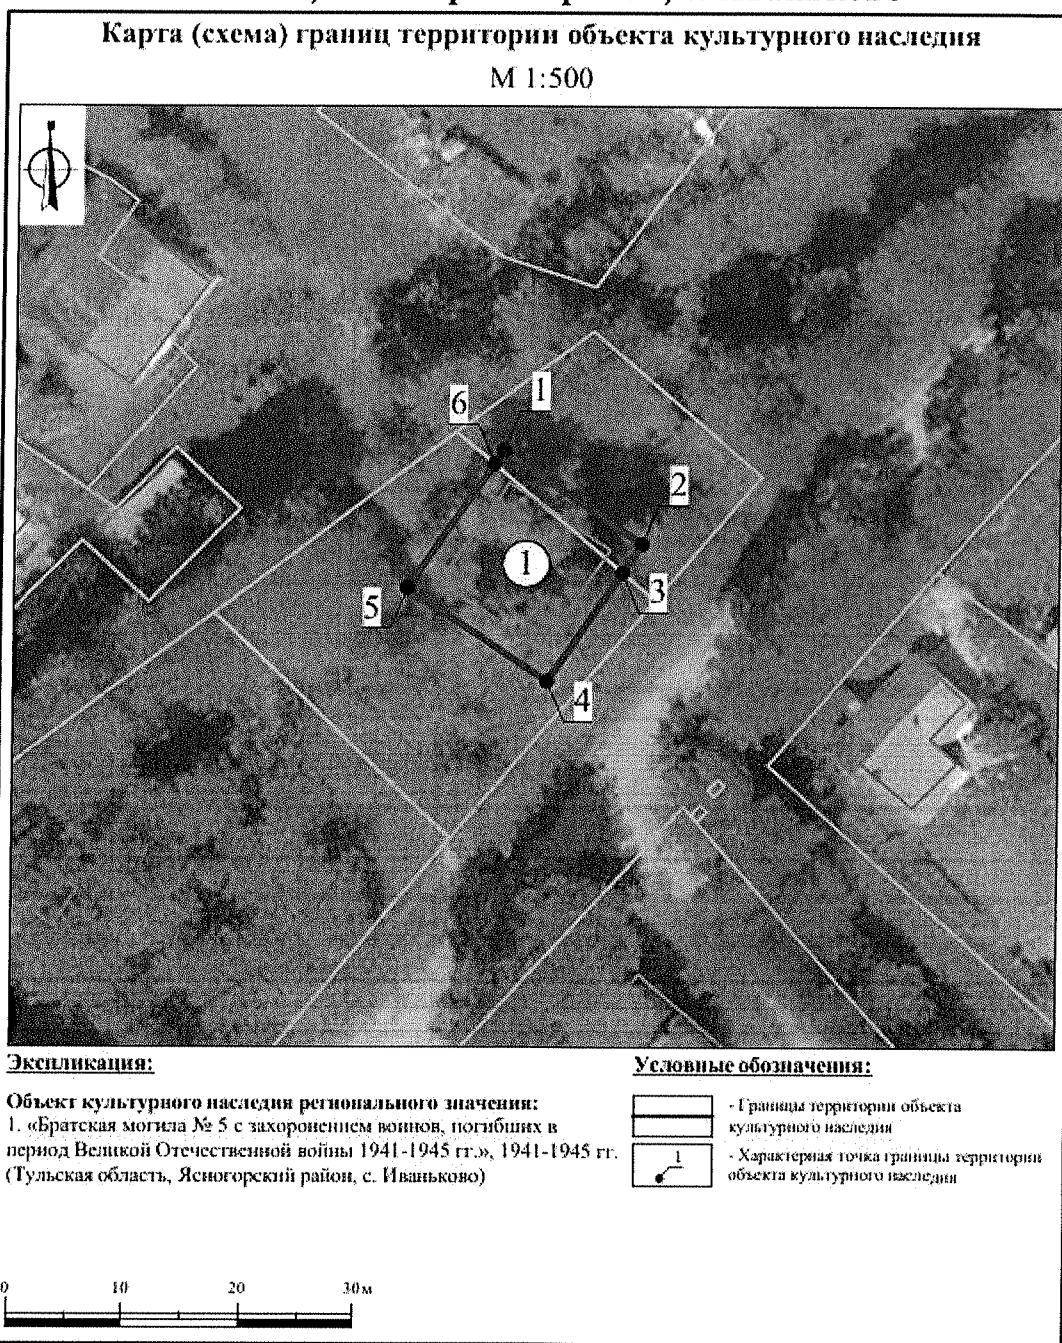 Карта (схема) границ территории объекта культурного наследия
М 1:500
1
6
2
1
3
5
4
Экспликация:
Объект культурного наследия регионального значения:
1. «Братская могила № 5 с захоронением воинов, погибших в
период Великой Отечественной войны 1941-1945 гг.», 1941-1945 гг.
(Тульская область, Ясногорский район, с. Иваньково)
Условные обозначения:
- Границы территории объекта
культурного наследия
1
- Характерная точка границы территории
объекта культурного наследия
0 10 20 30м